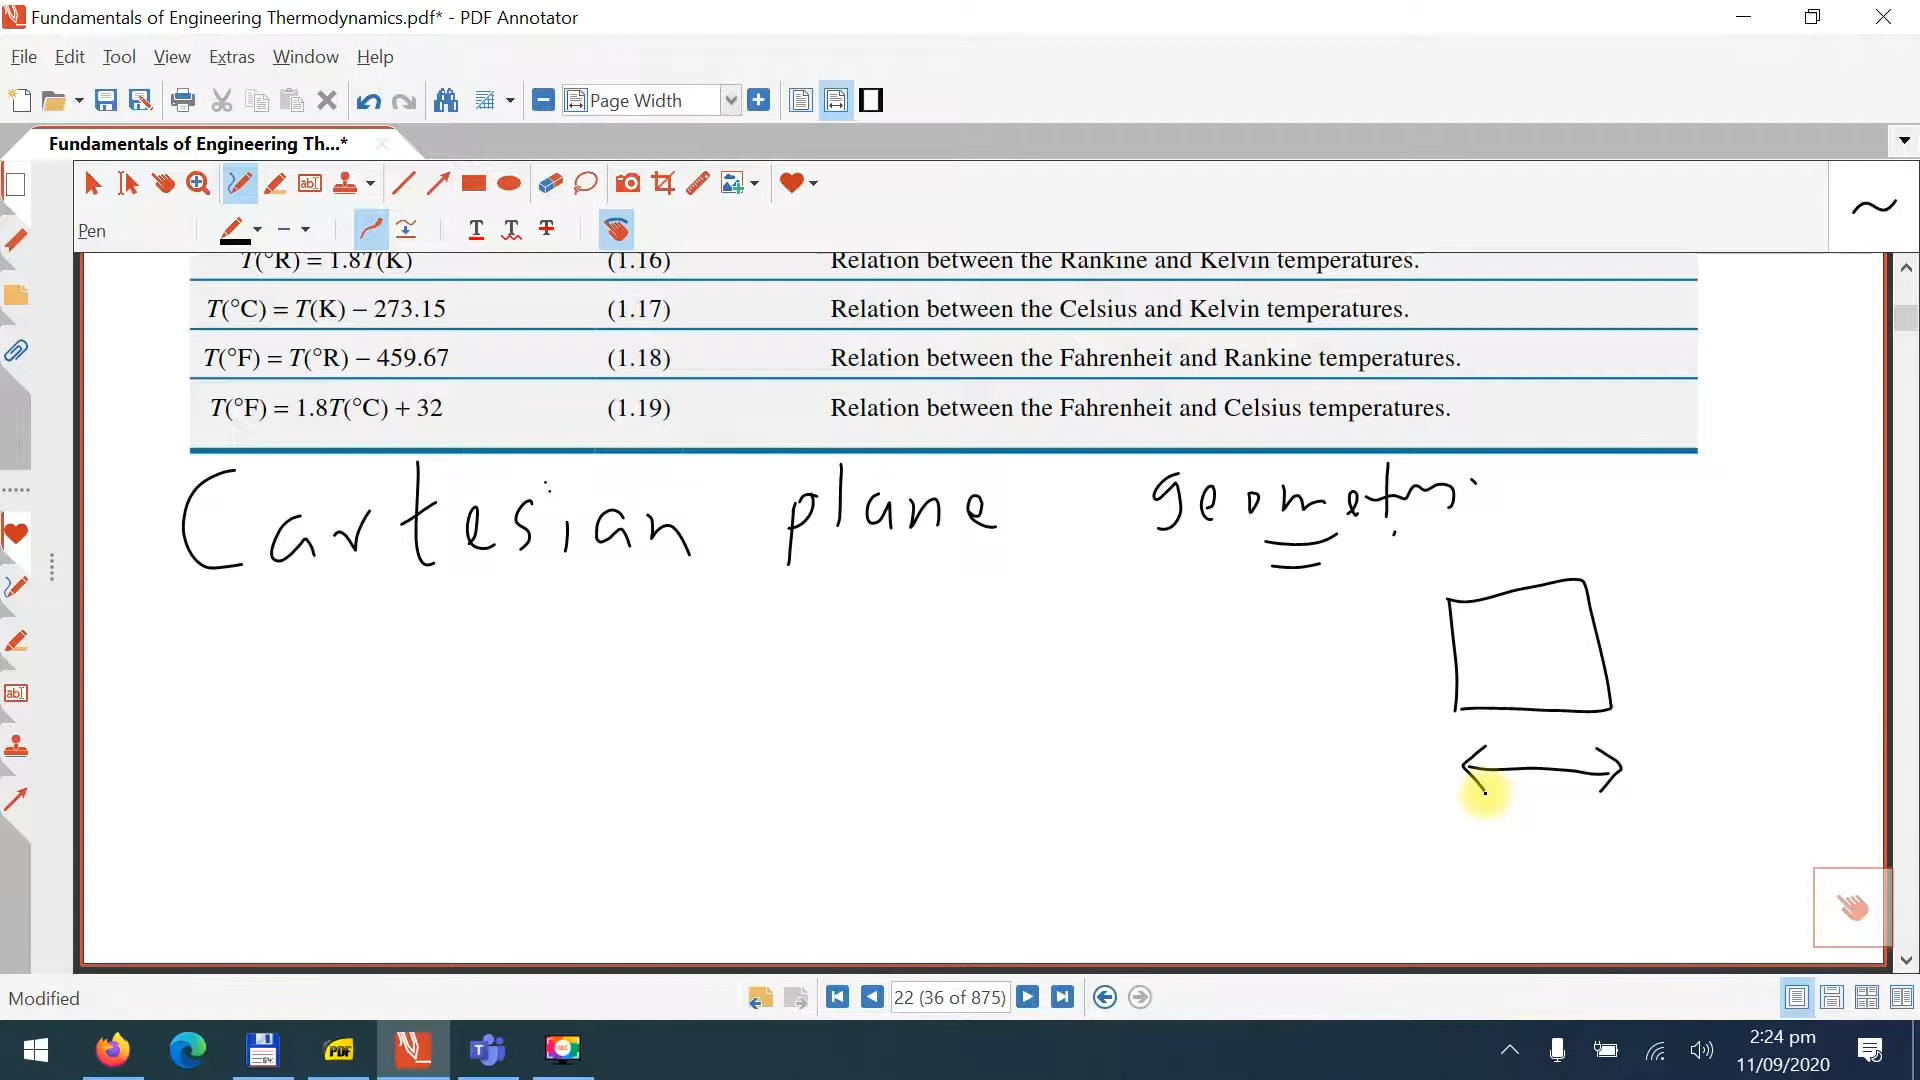 Fundamentals of Engineering Thermodynamics.pdf* - PDF Annotator
File Edit Tool View Extras Window Help
Page Width
Fundamentals of Engineering Th...*
Pen
T(°R) = 1.8T(K) (1.16) Relation between the Rankine and Kelvin temperatures.
T(°C) = T(K) − 273.15 (1.17) Relation between the Celsius and Kelvin temperatures.
T(°F) = T(°R) − 459.67 (1.18) Relation between the Fahrenheit and Rankine temperatures.
T(°F) = 1.8T(°C) + 32 (1.19) Relation between the Fahrenheit and Celsius temperatures.
Cartesian plane
Modified
22 (36 of 875)
2:24 pm
11/09/2020